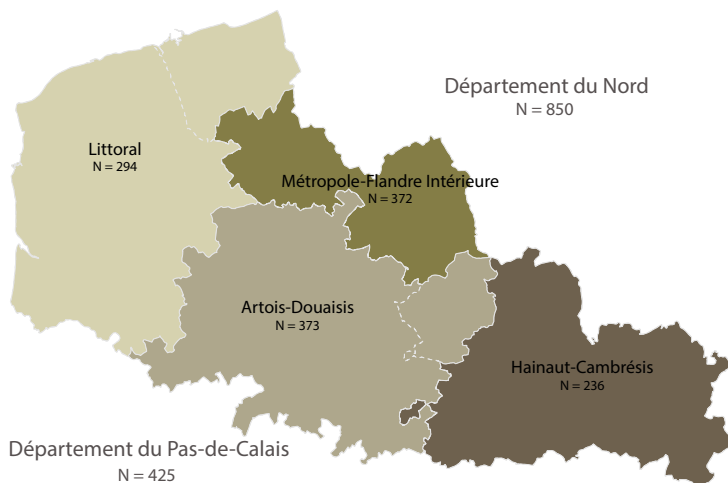 Département du Nord
N = 850
Littoral
N = 294
Métropole-Flandre Intérieure
N = 372
Artois-Douaisis
N = 373
Hainaut-Cambrésis
N = 236
Département du Pas-de-Calais
N = 425